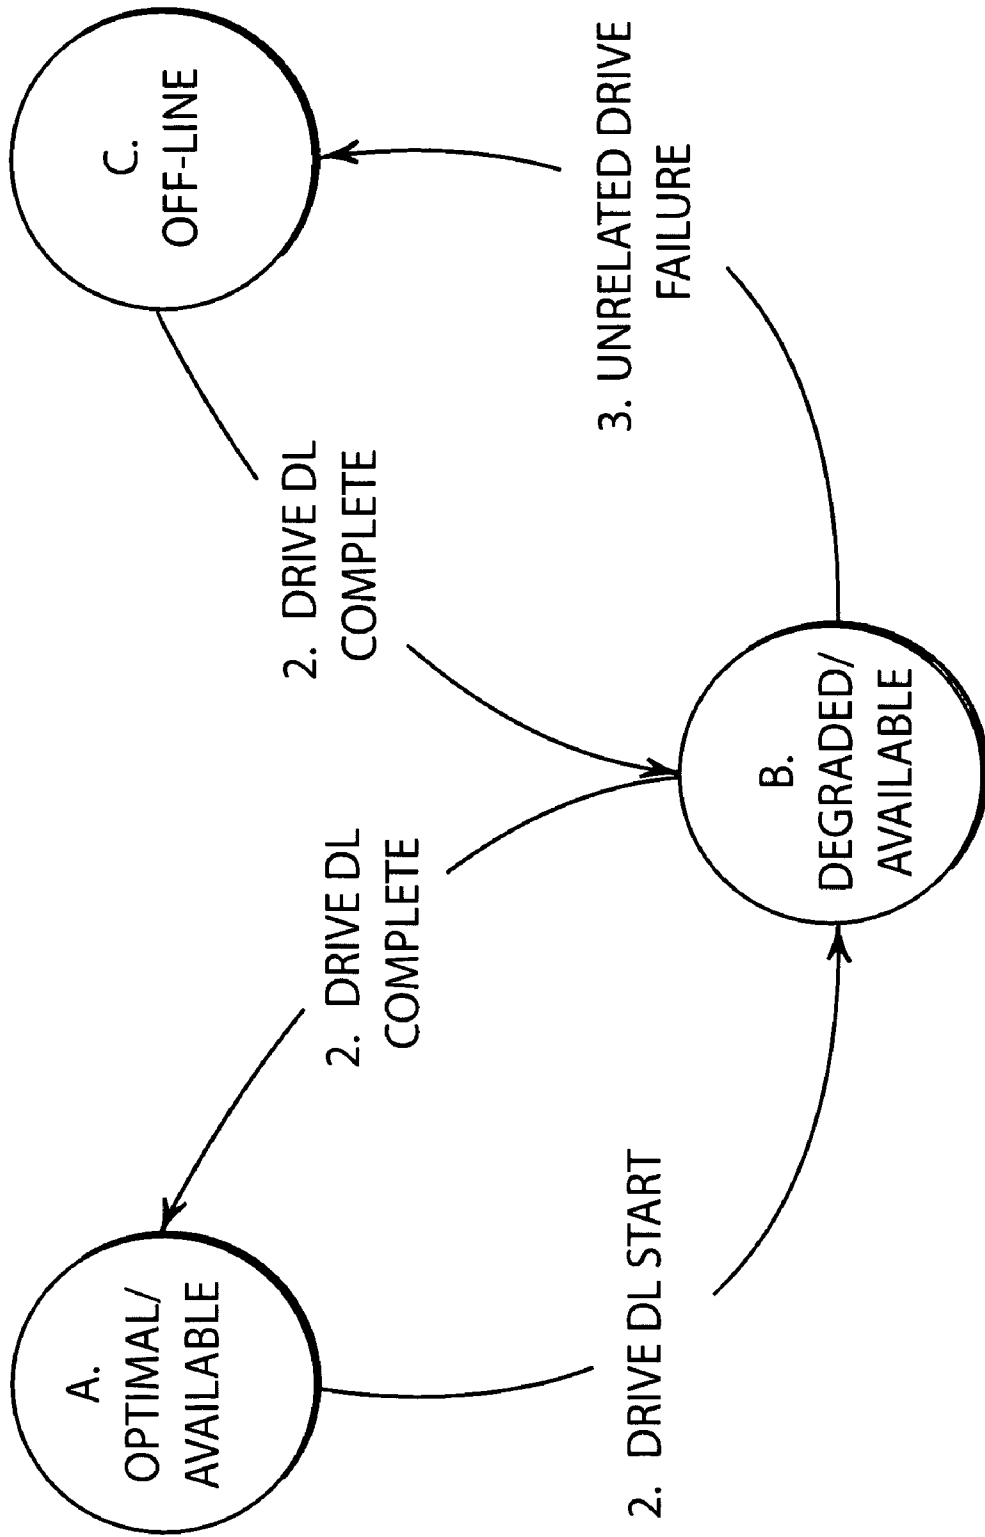 A.
OPTIMAL/
AVAILABLE
2. DRIVE DL
COMPLETE
2. DRIVE DL
COMPLETE
C.
OFF-LINE
2. DRIVE DL START
B.
DEGRADED/
AVAILABLE
3. UNRELATED DRIVE
FAILURE